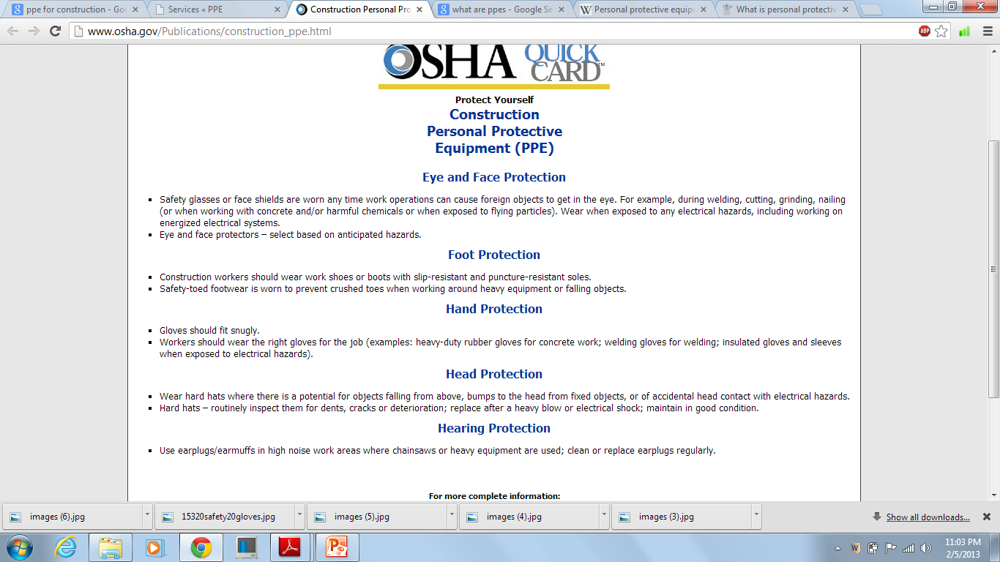 ppe for construction - Goo
Services « PPE
Construction Personal Pro
what are ppes - Google Se
Personal protective equipm
What is personal protectiv
www.osha.gov/Publications/construction_ppe.html
ABP
OSHA QUICK CARD™
Protect Yourself
Construction
Personal Protective
Equipment (PPE)
Eye and Face Protection
Safety glasses or face shields are worn any time work operations can cause foreign objects to get in the eye. For example, during welding, cutting, grinding, nailing
(or when working with concrete and/or harmful chemicals or when exposed to flying particles). Wear when exposed to any electrical hazards, including working on
energized electrical systems.
Eye and face protectors – select based on anticipated hazards.
Foot Protection
Construction workers should wear work shoes or boots with slip-resistant and puncture-resistant soles.
Safety-toed footwear is worn to prevent crushed toes when working around heavy equipment or falling objects.
Hand Protection
Gloves should fit snugly.
Workers should wear the right gloves for the job (examples: heavy-duty rubber gloves for concrete work; welding gloves for welding; insulated gloves and sleeves
when exposed to electrical hazards).
Head Protection
Wear hard hats where there is a potential for objects falling from above, bumps to the head from fixed objects, or of accidental head contact with electrical hazards.
Hard hats – routinely inspect them for dents, cracks or deterioration; replace after a heavy blow or electrical shock; maintain in good condition.
Hearing Protection
Use earplugs/earmuffs in high noise work areas where chainsaws or heavy equipment are used; clean or replace earplugs regularly.
For more complete information:
images (6).jpg
15320safety20gloves.jpg
images (5).jpg
images (4).jpg
images (3).jpg
Show all downloads...
11:03 PM
2/5/2013